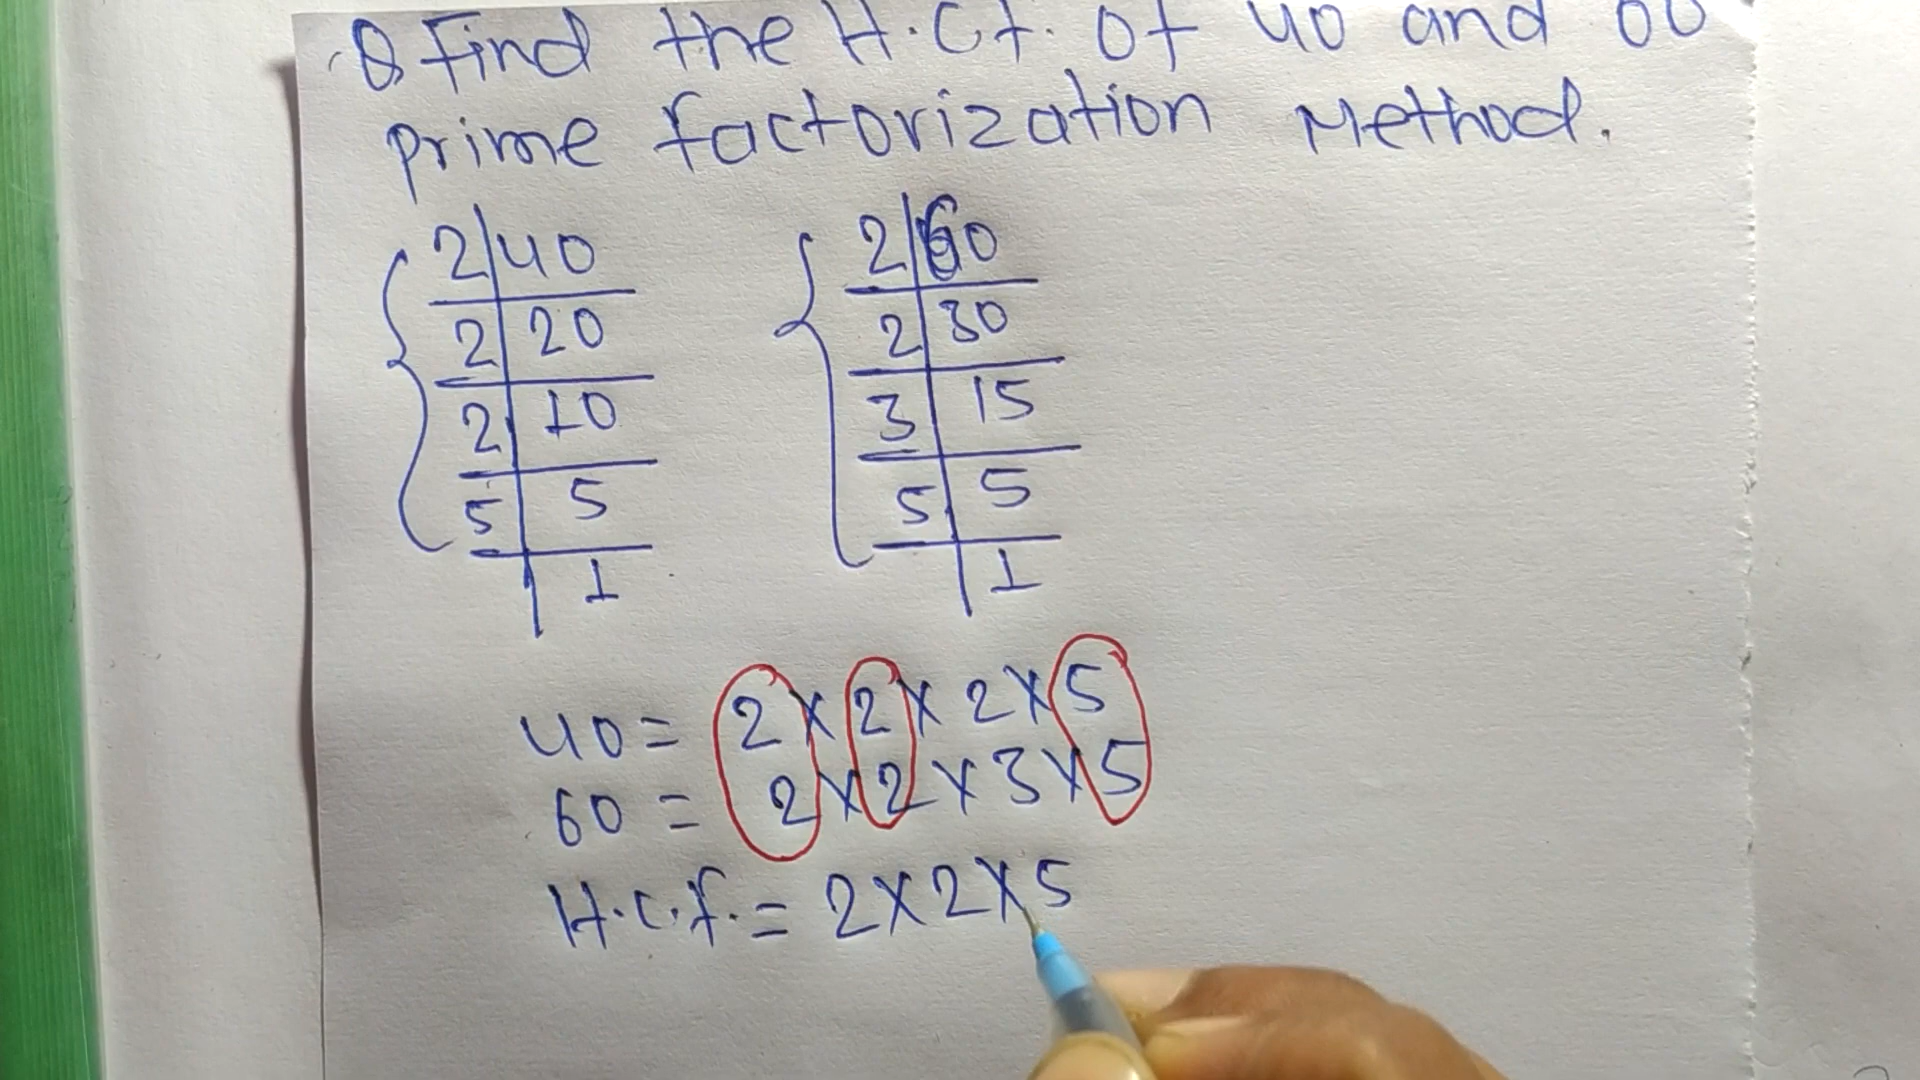 Q Find the H.C.f. Of 40 and 60
prime factorization Method.
2|40
2|20
2|10
5|5
|1
2|60
2|30
3|15
5|5
|1
40 = 2×2×2×5
60 = 2×2×3×5
H.C.f. = 2×2×5